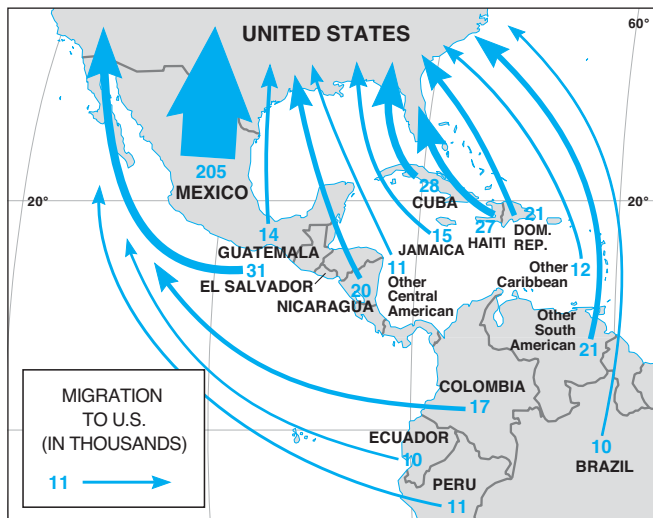 UNITED STATES
60°
205
MEXICO
20°
20°
28
CUBA
14
GUATEMALA
15
JAMAICA
27
HAITI
21
DOM.
REP.
31
EL SALVADOR
20
NICARAGUA
11
Other
Central
American
12
Other
Caribbean
Other
South
American
21
COLOMBIA
17
ECUADOR
10
PERU
11
10
BRAZIL
MIGRATION
TO U.S.
(IN THOUSANDS)
11